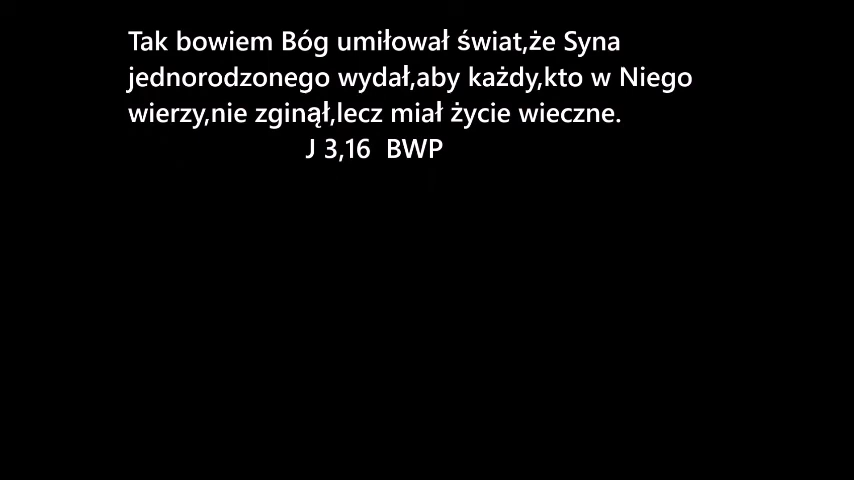 Tak bowiem Bóg umiłował świat,że Syna
jednorodzonego wydał,aby każdy,kto w Niego
wierzy,nie zginął,lecz miał życie wieczne.
J 3,16  BWP